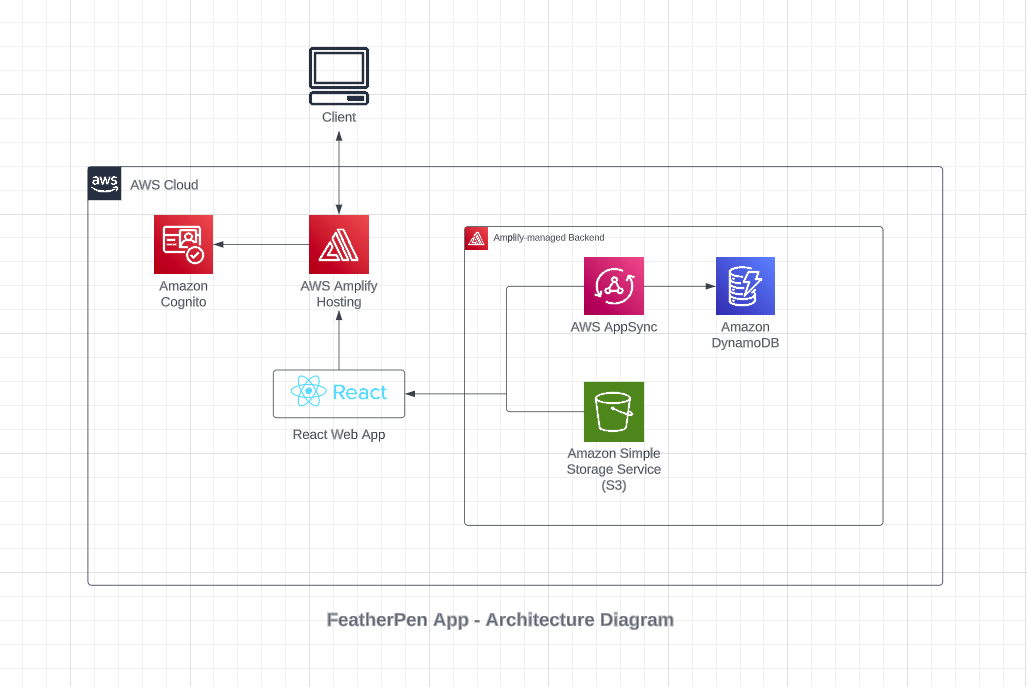 Client
aws
AWS Cloud
Amazon
Cognito
AWS Amplify
Hosting
Amplify-managed Backend
AWS AppSync
Amazon
DynamoDB
React
React Web App
Amazon Simple
Storage Service
(S3)
FeatherPen App - Architecture Diagram